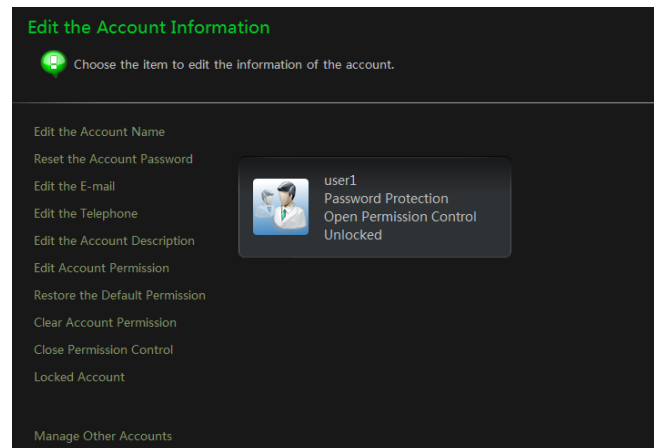 Edit the Account Information
Choose the item to edit the information of the account.
Edit the Account Name
Reset the Account Password
Edit the E-mail
Edit the Telephone
Edit the Account Description
Edit Account Permission
Restore the Default Permission
Clear Account Permission
Close Permission Control
Locked Account
Manage Other Accounts
user1
Password Protection
Open Permission Control
Unlocked